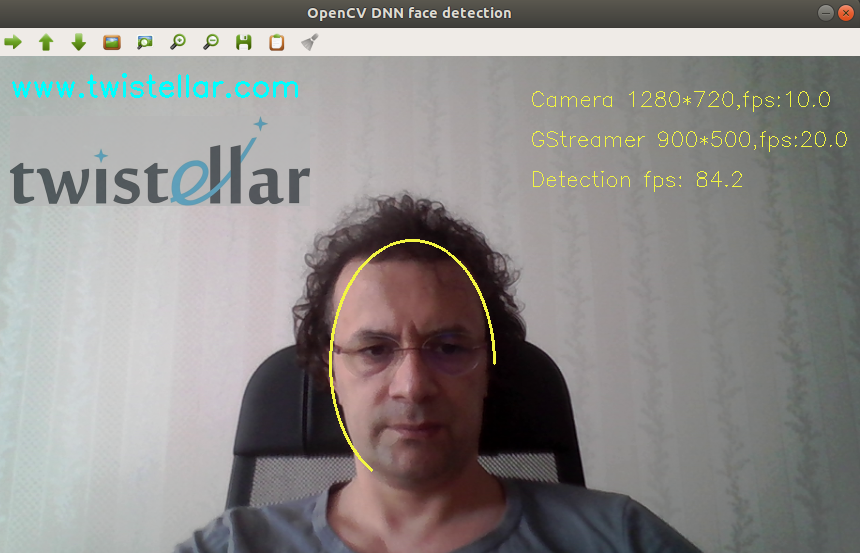 OpenCV DNN face detection
www.twistellar.com
Camera 1280*720,fps:10.0
twistellar
GStreamer 900*500,fps:20.0
Detection fps: 84.2